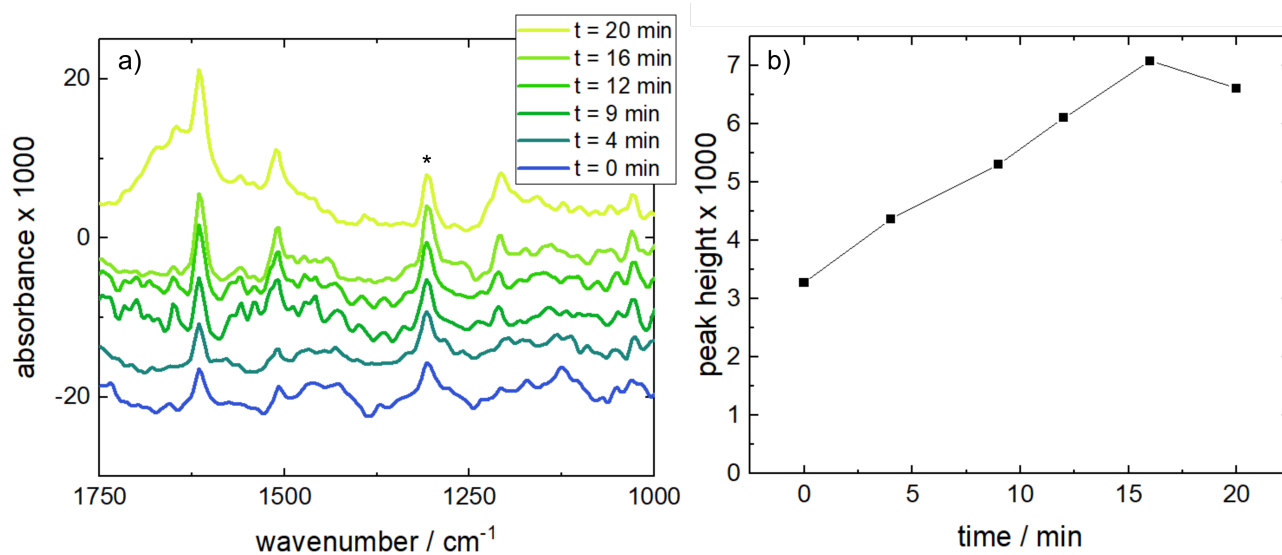 a)
t = 20 min
t = 16 min
t = 12 min
t = 9 min
t = 4 min
t = 0 min
*
20
0
-20
absorbance x 1000
1750
1500
1250
1000
wavenumber / cm⁻¹
b)
7
6
5
4
3
2
1
0
peak height x 1000
0
5
10
15
20
time / min